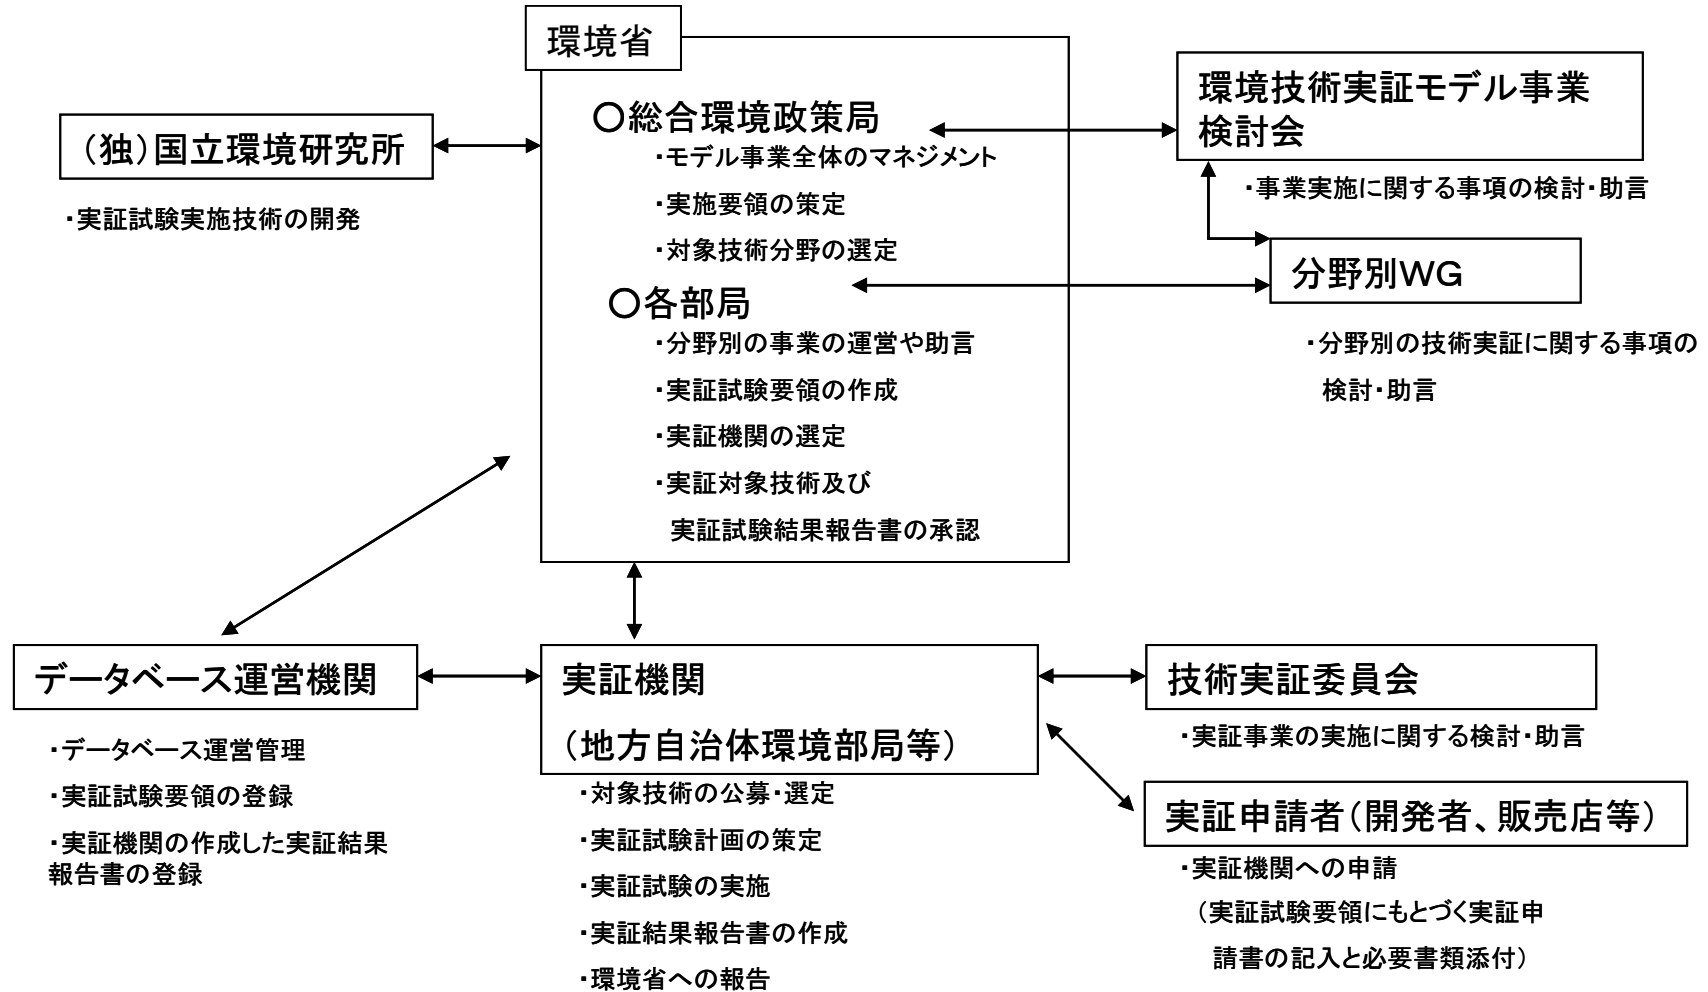 環境省
○総合環境政策局
・モデル事業全体のマネジメント
・実施要領の策定
・対象技術分野の選定
○各部局
・分野別の事業の運営や助言
・実証試験要領の作成
・実証機関の選定
・実証対象技術及び
実証試験結果報告書の承認
（独）国立環境研究所
・実証試験実施技術の開発
環境技術実証モデル事業
検討会
・事業実施に関する事項の検討・助言
分野別WG
・分野別の技術実証に関する事項の
検討・助言
データベース運営機関
・データベース運営管理
・実証試験要領の登録
・実証機関の作成した実証結果
報告書の登録
実証機関
（地方自治体環境部局等）
・対象技術の公募・選定
・実証試験計画の策定
・実証試験の実施
・実証結果報告書の作成
・環境省への報告
技術実証委員会
・実証事業の実施に関する検討・助言
実証申請者（開発者、販売店等）
・実証機関への申請
（実証試験要領にもとづく実証申
請書の記入と必要書類添付）